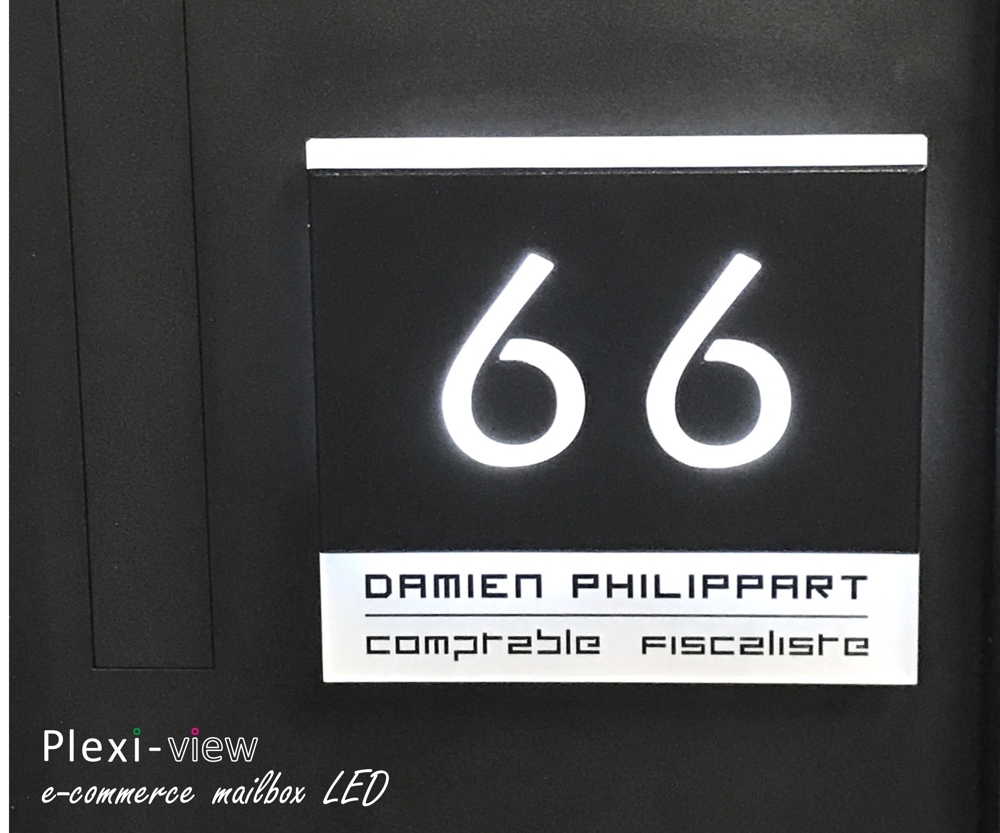 66
DAMIEN PHILIPPART
comptable fiscaliste
Plexi-view
e-commerce mailbox LED